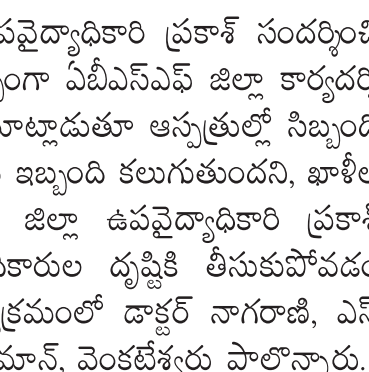 పవైద్యాధికారి ప్రకాశ్ సందర్శించి
ంగా ఏబీఎస్ఎఫ్ జిల్లా కార్యదర్శి
మాట్లాడుతూ ఆస్పత్రుల్లో సిబ్బంది
ఇబ్బంది కలుగుతుందని, ఖాళీల
జిల్లా ఉపవైద్యాధికారి ప్రకాశ్
ధికారుల దృష్టికి తీసుకుపోవడం
క్రమంలో డాక్టర్ నాగరాణి, ఎస్
మాన్, వెంకటేశ్వర్లు పాల్గొన్నారు.